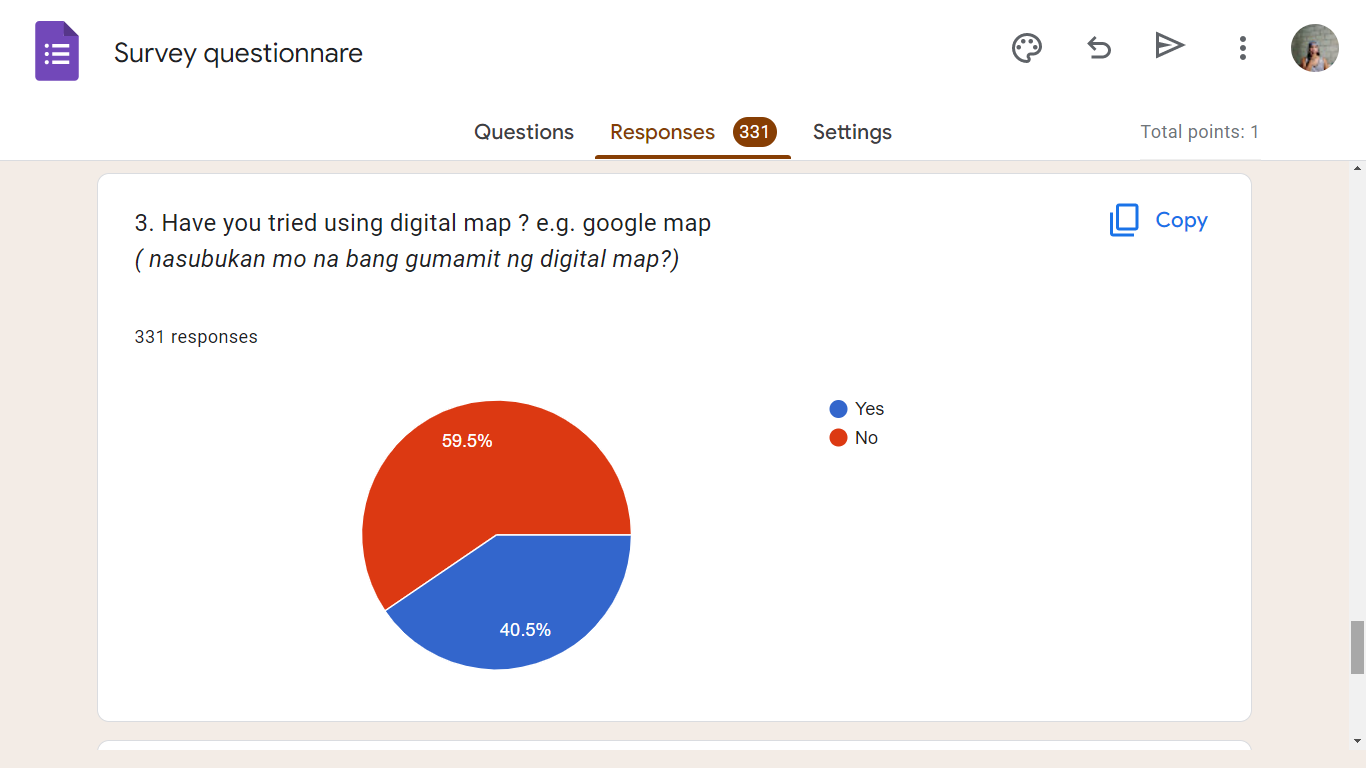 Survey questionnare
Questions
Responses 331
Settings
Total points: 1
3. Have you tried using digital map ? e.g. google map
( nasubukan mo na bang gumamit ng digital map?)
Copy
331 responses
59.5%
40.5%
Yes
No